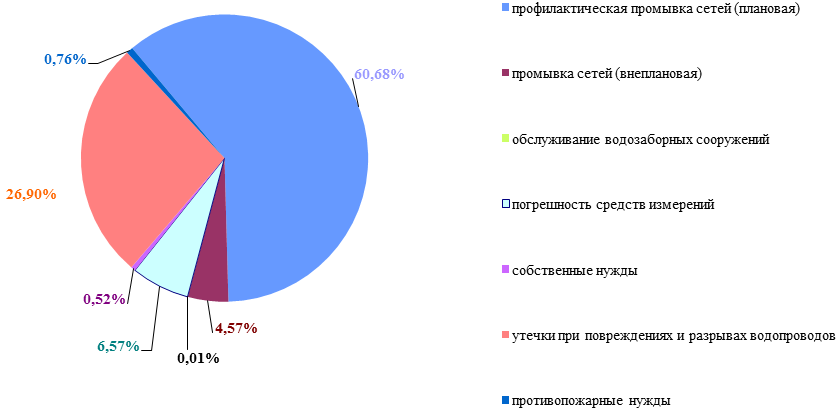 профилактическая промывка сетей (плановая)
0,76%
60,68%
промывка сетей (внеплановая)
обслуживание водозаборных сооружений
26,90%
погрешность средств измерений
собственные нужды
0,52%
4,57%
утечки при повреждениях и разрывах водопроводов
6,57%
0,01%
противопожарные нужды